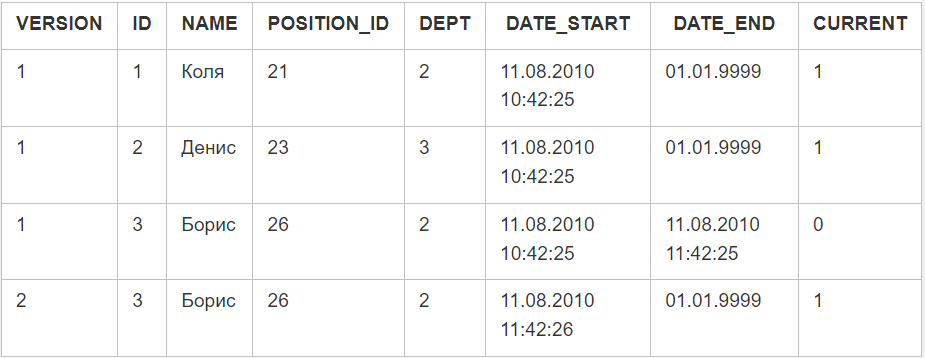 VERSION ID NAME POSITION_ID DEPT DATE_START DATE_END CURRENT
1 1 Коля 21 2 11.08.2010 01.01.9999 1
10:42:25
1 2 Денис 23 3 11.08.2010 01.01.9999 1
10:42:25
1 3 Борис 26 2 11.08.2010 11.08.2010 0
10:42:25 11:42:25
2 3 Борис 26 2 11.08.2010 01.01.9999 1
11:42:26